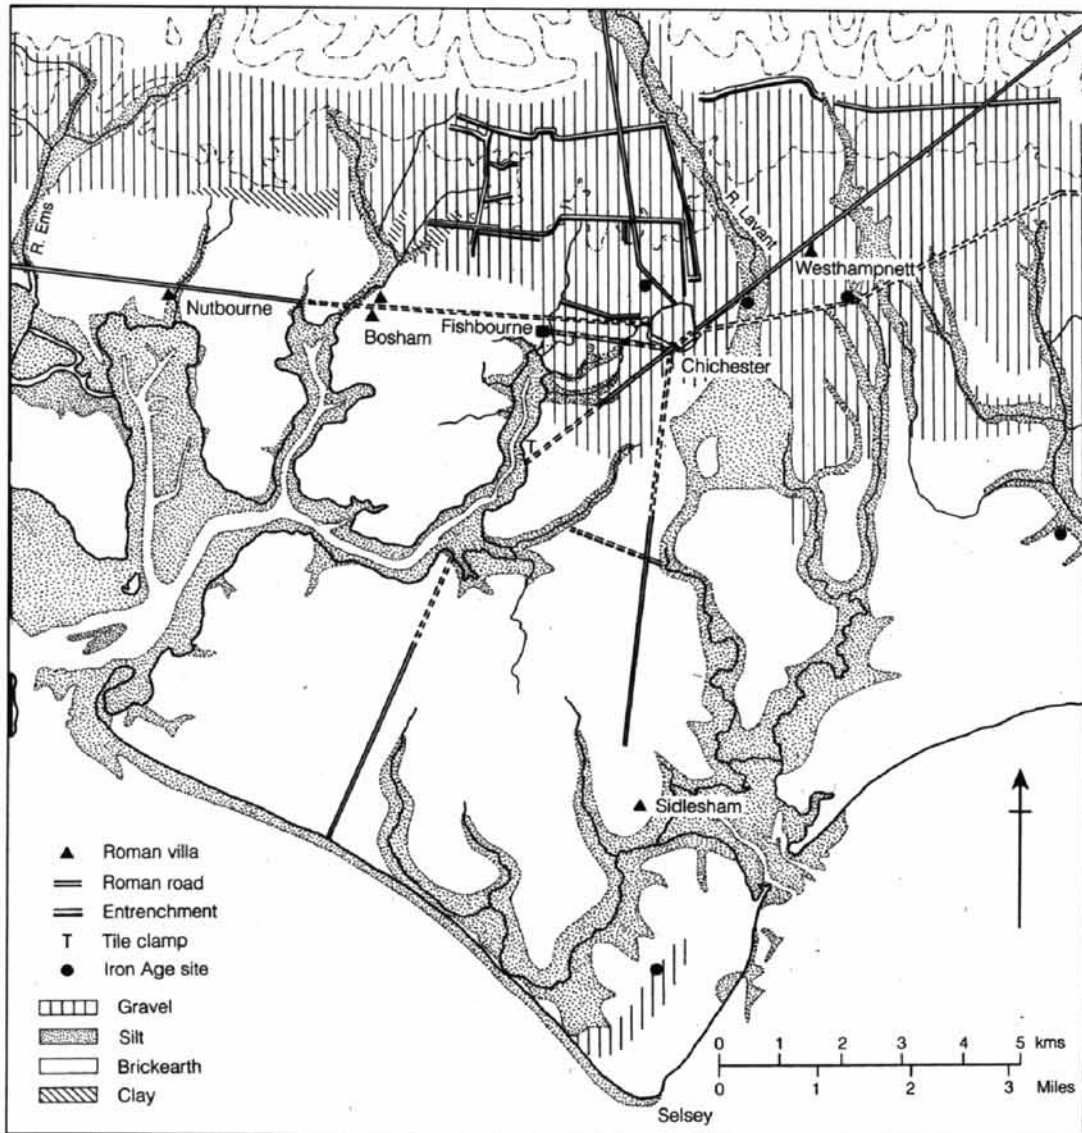 R. Ems
R. Lavant
Westhampnett
Nutbourne
Fishbourne
Bosham
Chichester
T
Sidlesham
Roman villa
Roman road
Entrenchment
T Tile clamp
Iron Age site
Gravel
Silt
Brickearth
Clay
0 1 2 3 4 5 kms
0 1 2 3 Miles
Selsey